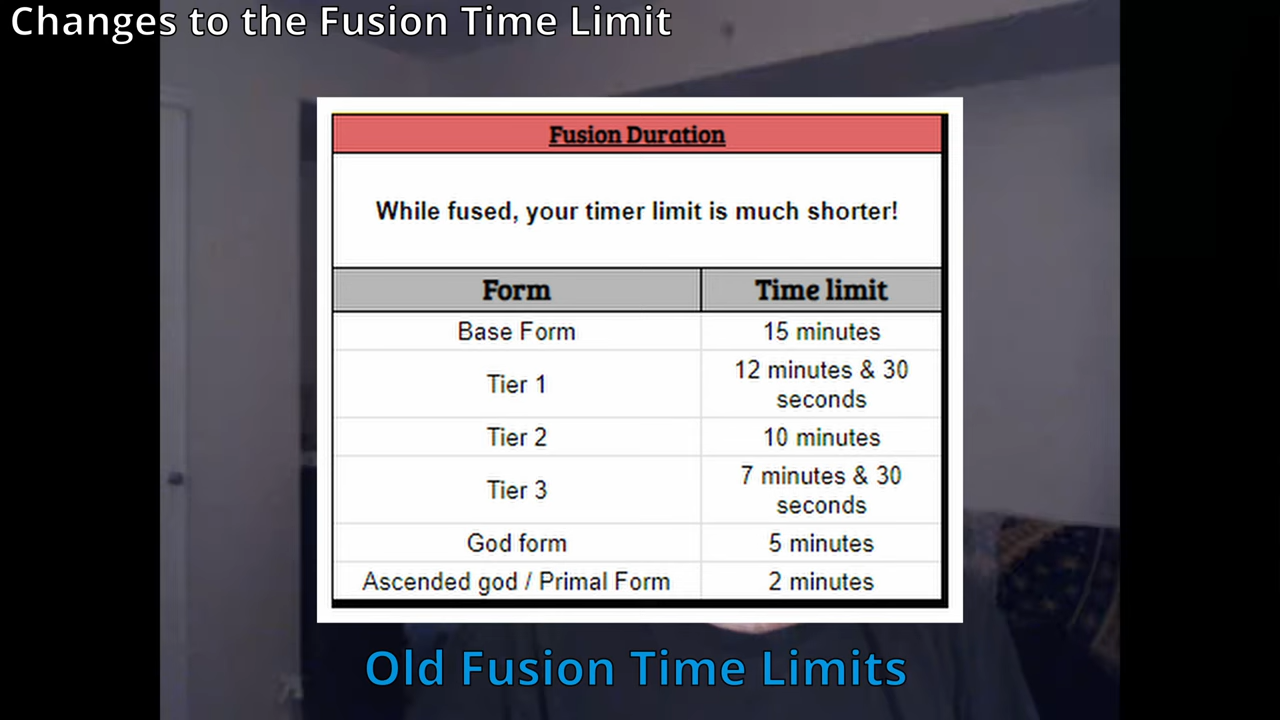 Changes to the Fusion Time Limit
Fusion Duration
While fused, your timer limit is much shorter!
Form Time limit
Base Form 15 minutes
Tier 1 12 minutes & 30
seconds
Tier 2 10 minutes
Tier 3 7 minutes & 30
seconds
God form 5 minutes
Ascended god / Primal Form 2 minutes
Old Fusion Time Limits